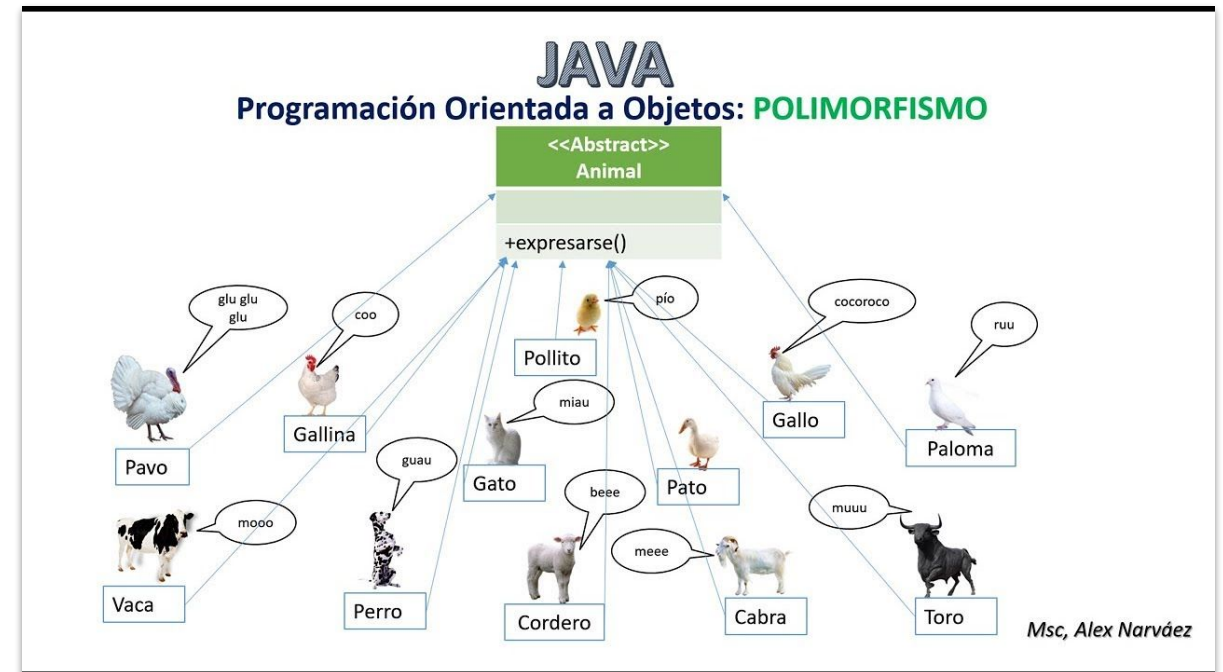 JAVA
Programación Orientada a Objetos: POLIMORFISMO
<<Abstract>>
Animal
+expresarse()
glu glu
glu
coo
pío
cocoroco
ruu
Pollito
miau
Gallina
Gallo
Paloma
Pavo
guau
Gato
Pato
beee
mooo
muuu
meee
Vaca
Perro
Cordero
Cabra
Toro
Msc, Alex Narváez